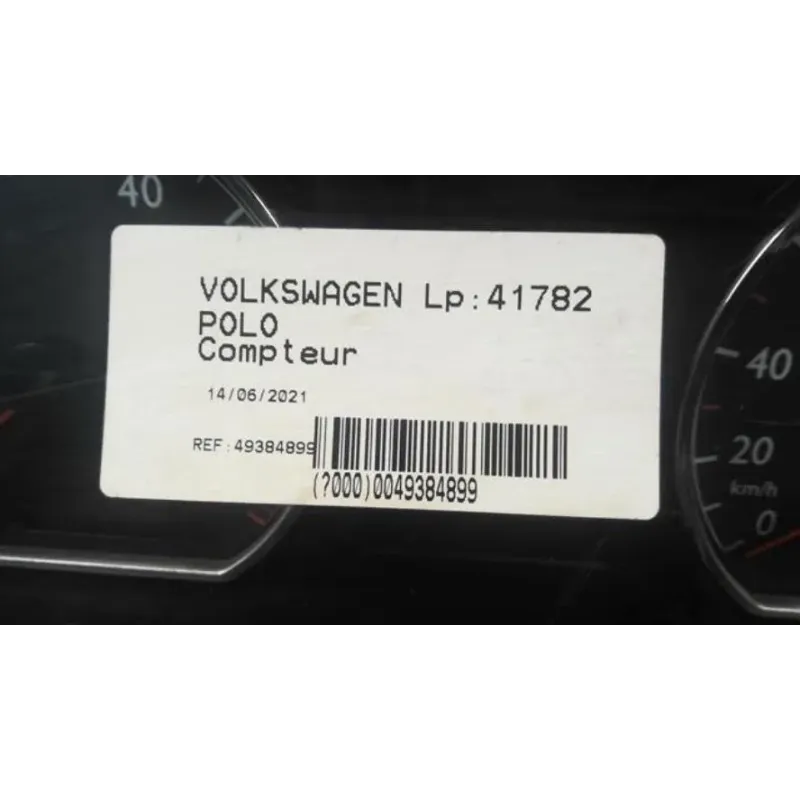 40
VOLKSWAGEN Lp:41782
POLO
Compteur
14/06/2021
REF:49384899
(?000)0049384899
40
20
km/h
0